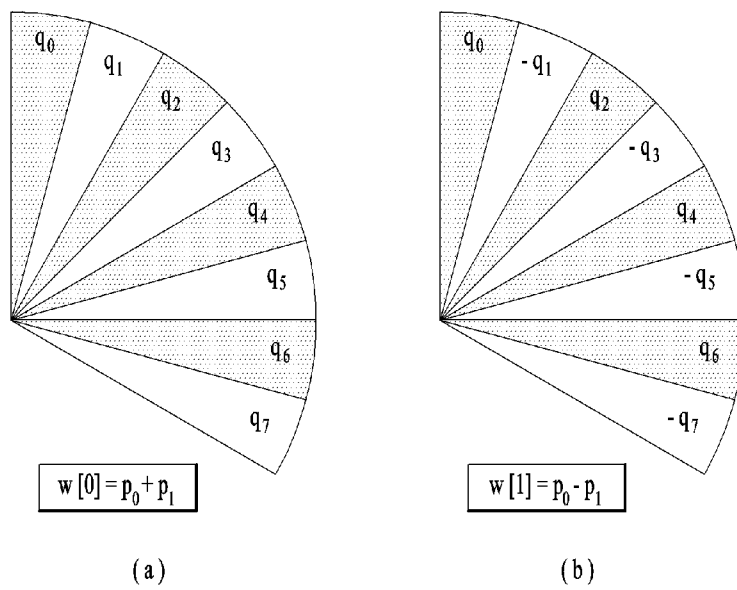 q₀
q₁
q₂
q₃
q₄
q₅
q₆
q₇
w [0] = p₀ + p₁
(a)
q₀
- q₁
q₂
- q₃
q₄
- q₅
q₆
- q₇
w [1] = p₀ - p₁
(b)